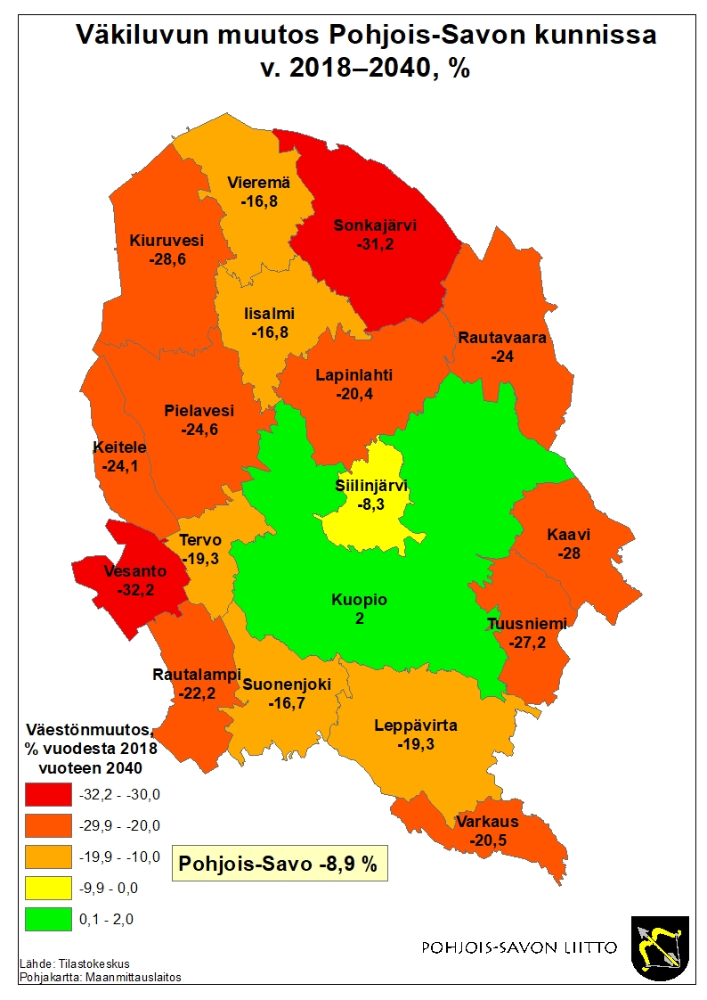 Väkiluvun muutos Pohjois-Savon kunnissa
v. 2018–2040, %
Vieremä
-16,8
Sonkajärvi
-31,2
Kiuruvesi
-28,6
Iisalmi
-16,8
Rautavaara
-24
Lapinlahti
-20,4
Pielavesi
-24,6
Keitele
-24,1
Siilinjärvi
-8,3
Tervo
-19,3
Kaavi
-28
Vesanto
-32,2
Kuopio
2
Tuusniemi
-27,2
Rautalampi
-22,2
Suonenjoki
-16,7
Leppävirta
-19,3
Varkaus
-20,5
Väestönmuutos,
% vuodesta 2018
vuoteen 2040
-32,2 - -30,0
-29,9 - -20,0
-19,9 - -10,0
-9,9 - 0,0
0,1 - 2,0
Pohjois-Savo -8,9 %
POHJOIS-SAVON LIITTO
Lähde: Tilastokeskus
Pohjakartta: Maanmittauslaitos